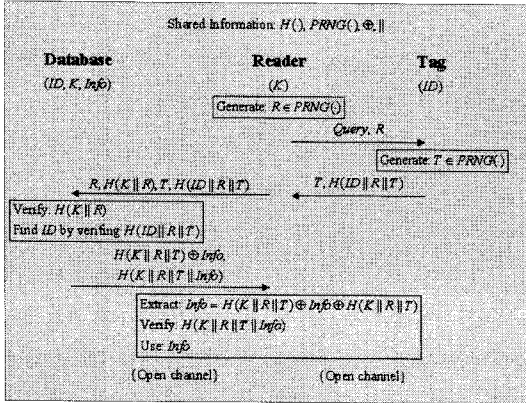 Shared Information: H( ), PRNG( ), ⊕, ||
Database Reader Tag
(ID, K, Info) (K) (ID)
Generate: R ∈ PRNG( )
Query, R
Generate: T ∈ PRNG( )
R, H(K || R), T, H(ID || R || T) T, H(ID || R || T)
Verify: H(K || R)
Find ID by verifing H(ID || R || T)
H(K || R || T) ⊕ Info,
H(K || R || T || Info)
Extract: Info = H(K || R || T) ⊕ Info ⊕ H(K || R || T)
Verify: H(K || R || T || Info)
Use Info
{Open channel} {Open channel}